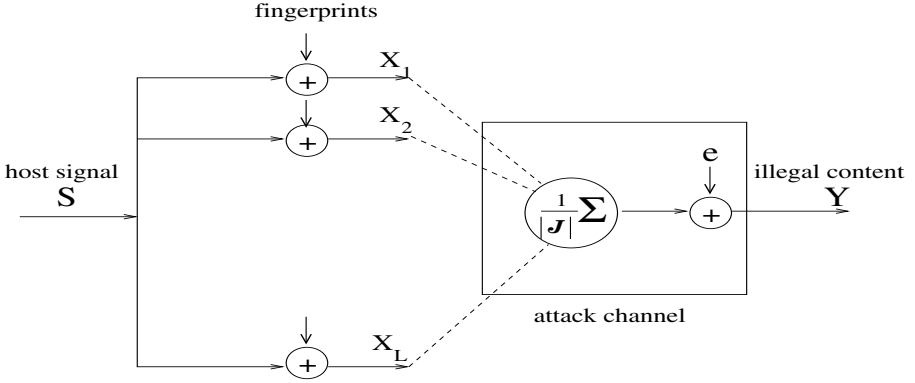 fingerprints
X1
+
X2
+
host signal
S
e
illegal content
Y
1/|J| Σ
+
attack channel
XL
+